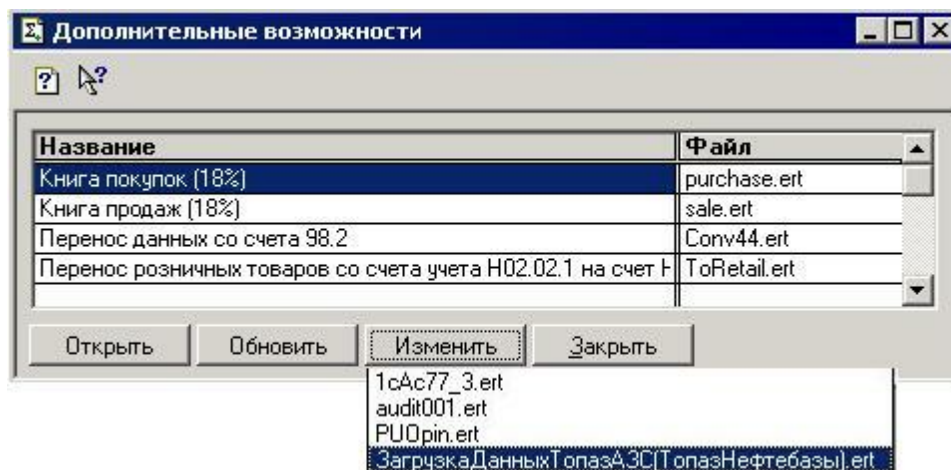 Дополнительные возможности
Название Файл
Книга покупок (18%) purchase.ert
Книга продаж (18%) sale.ert
Перенос данных со счета 98.2 Conv44.ert
Перенос розничных товаров со счета учета Н02.02.1 на счет Н ToRetail.ert
Открыть Обновить Изменить Закрыть
1cAc77_3.ert
audit001.ert
PUOpin.ert
ЗагрузкаДанныхТопазАЗС(ТопазНефтебазы).ert